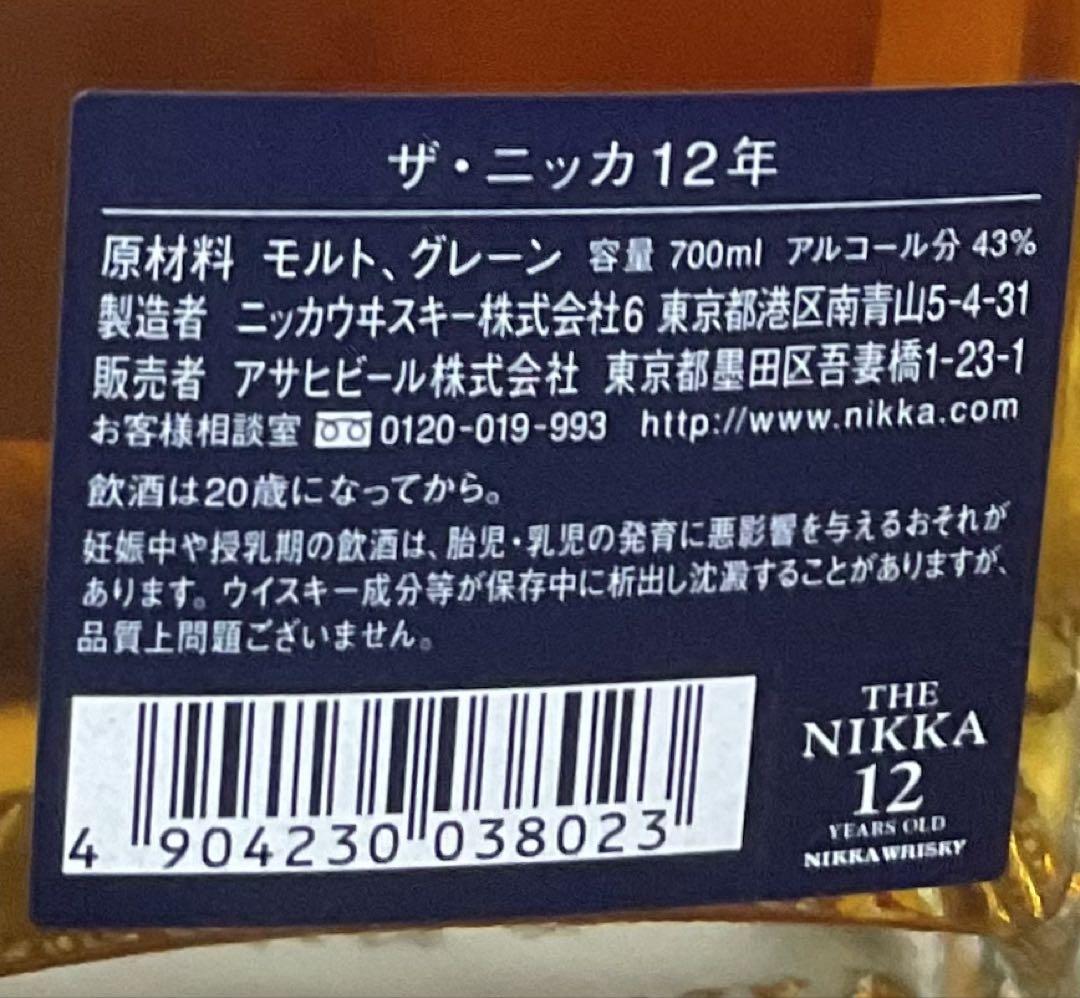 ザ・ニッカ12年
原材料 モルト、グレーン 容量 700ml アルコール分 43%
製造者 ニッカウヰスキー株式会社6 東京都港区南青山5-4-31
販売者 アサヒビール株式会社 東京都墨田区吾妻橋1-23-1
お客様相談室 0120-019-993 http://www.nikka.com
飲酒は20歳になってから。
妊娠中や授乳期の飲酒は、胎児・乳児の発育に悪影響を与えるおそれが
あります。ウイスキー成分等が保存中に析出し沈澱することがありますが、
品質上問題ございません。
4 904230 038023
THE
NIKKA
12
YEARS OLD
NIKKA WHISKY